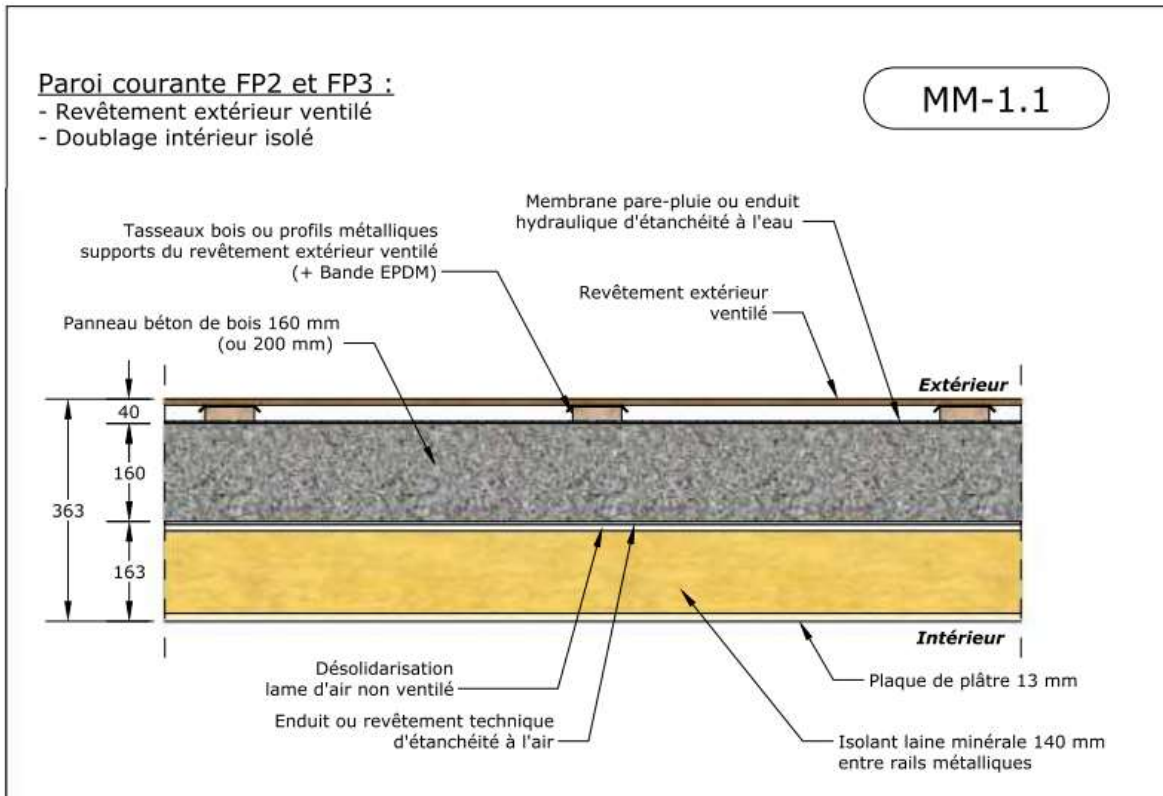 Paroi courante FP2 et FP3 :
- Revêtement extérieur ventilé
- Doublage intérieur isolé
MM-1.1
Membrane pare-pluie ou enduit
hydraulique d'étanchéité à l'eau
Tasseaux bois ou profils métalliques
supports du revêtement extérieur ventilé
(+ Bande EPDM)
Revêtement extérieur
ventilé
Panneau béton de bois 160 mm
(ou 200 mm)
Extérieur
40
160
363
163
Intérieur
Désolidarisation
lame d'air non ventilé
Plaque de plâtre 13 mm
Enduit ou revêtement technique
d'étanchéité à l'air
Isolant laine minérale 140 mm
entre rails métalliques